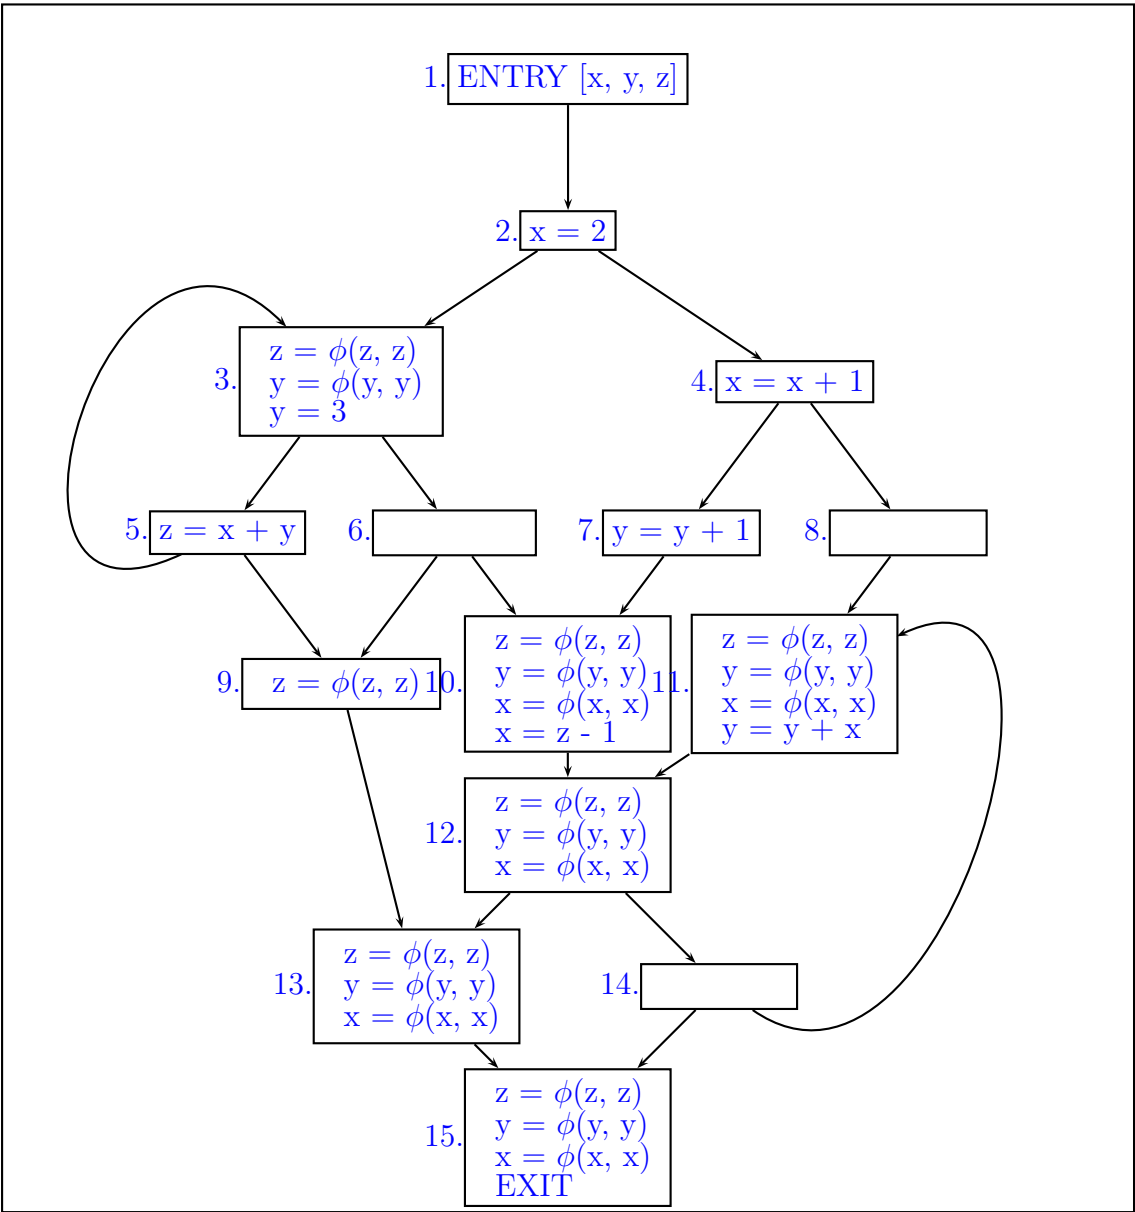 1. ENTRY [x, y, z]
2. x = 2
3. z = ϕ(z, z)
y = ϕ(y, y)
y = 3
4. x = x + 1
5. z = x + y
6.
7. y = y + 1
8.
9. z = ϕ(z, z)
10. z = ϕ(z, z)
y = ϕ(y, y)
x = ϕ(x, x)
x = z - 1
11. z = ϕ(z, z)
y = ϕ(y, y)
x = ϕ(x, x)
y = y + x
12. z = ϕ(z, z)
y = ϕ(y, y)
x = ϕ(x, x)
13. z = ϕ(z, z)
y = ϕ(y, y)
x = ϕ(x, x)
14.
15. z = ϕ(z, z)
y = ϕ(y, y)
x = ϕ(x, x)
EXIT